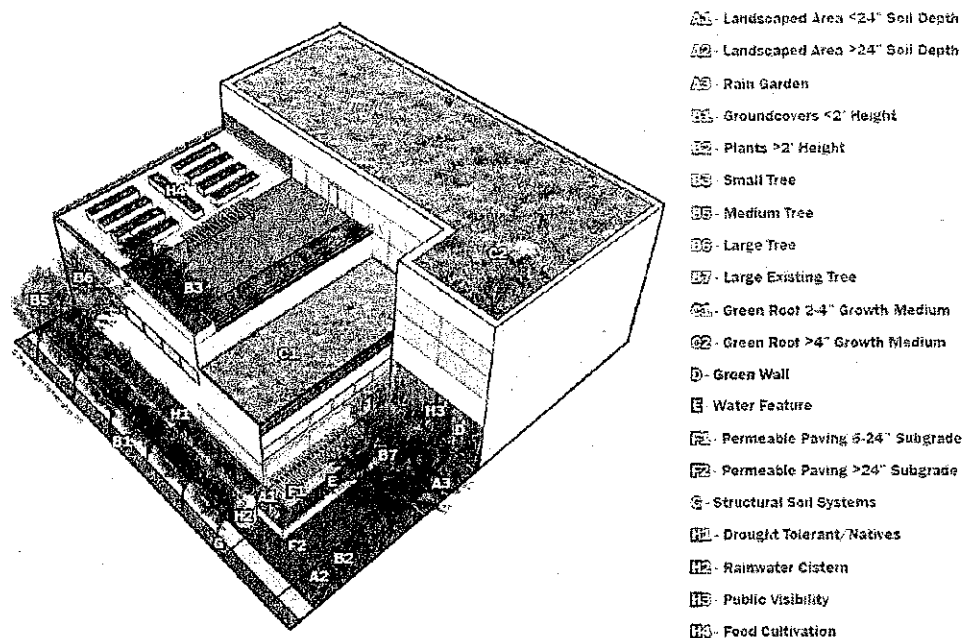 A1 - Landscaped Area <24" Soil Depth
A2 - Landscaped Area >24" Soil Depth
A3 - Rain Garden
B1 - Groundcovers <2' Height
B2 - Plants >2' Height
B3 - Small Tree
B5 - Medium Tree
B6 - Large Tree
B7 - Large Existing Tree
C1 - Green Roof 2-4" Growth Medium
C2 - Green Roof >4" Growth Medium
D - Green Wall
E - Water Feature
F1 - Permeable Paving 6-24" Subgrade
F2 - Permeable Paving >24" Subgrade
G - Structural Soil Systems
H1 - Drought Tolerant/Natives
H2 - Rainwater Cistern
H3 - Public Visibility
H4 - Food Cultivation
H4
C2
B6
B5
B3
C1
H1
H3
D
B1
B7
A3
E
A1
F1
H2
G
F2
B2
A2